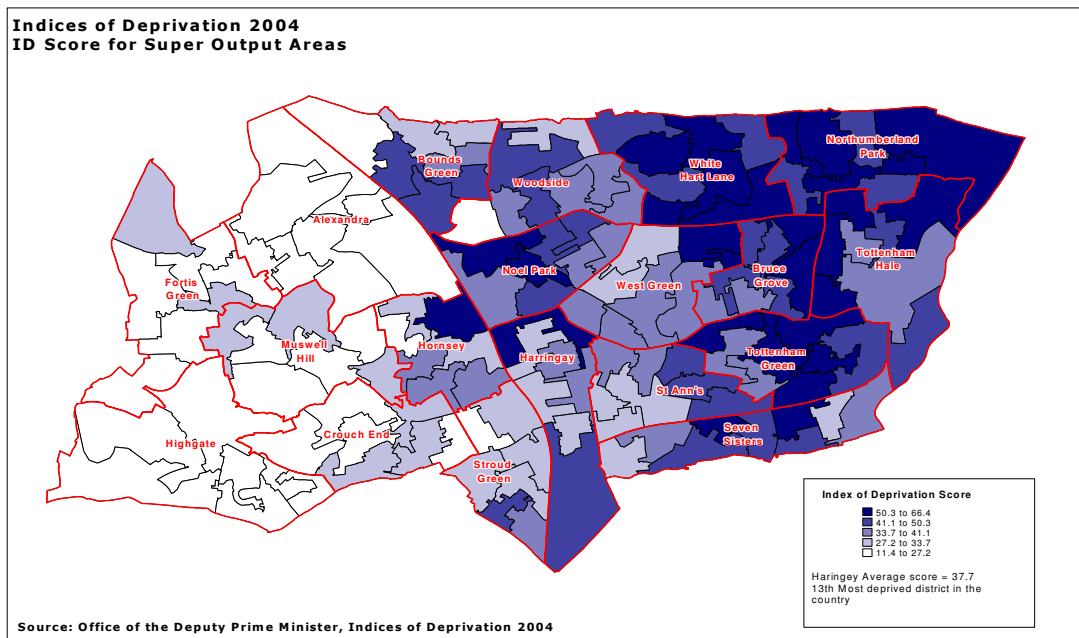 Indices of Deprivation 2004
ID Score for Super Output Areas
Northumberland
Park
Bounds
Green
White
Hart Lane
Woodside
Alexandra
Tottenham
Hale
Noel Park
Bruce
Grove
Fortis
Green
West Green
Muswell
Hill
Hornsey
Harringay
Tottenham
Green
St Ann's
Seven
Sisters
Crouch End
Highgate
Stroud
Green
Index of Deprivation Score
50.3 to 66.4
41.1 to 50.3
33.7 to 41.1
27.2 to 33.7
11.4 to 27.2
Haringey Average score = 37.7
13th Most deprived district in the
country
Source: Office of the Deputy Prime Minister, Indices of Deprivation 2004